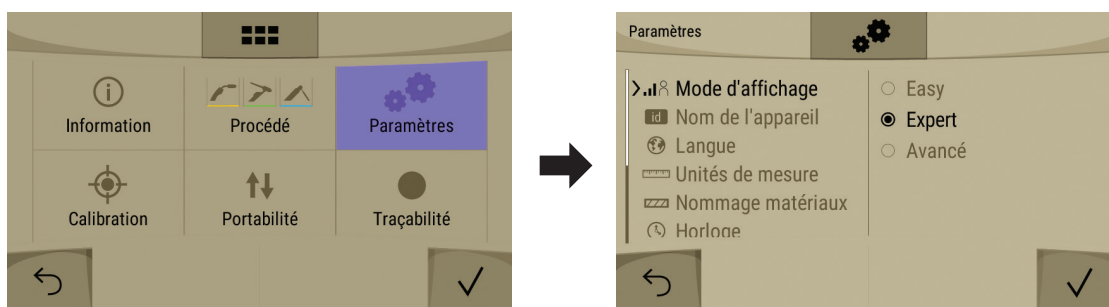 Information
Procédé
Paramètres
Calibration
Portabilité
Traçabilité
Paramètres
Mode d'affichage
id Nom de l'appareil
Langue
Unités de mesure
Nommage matériaux
Horloge
Easy
Expert
Avancé